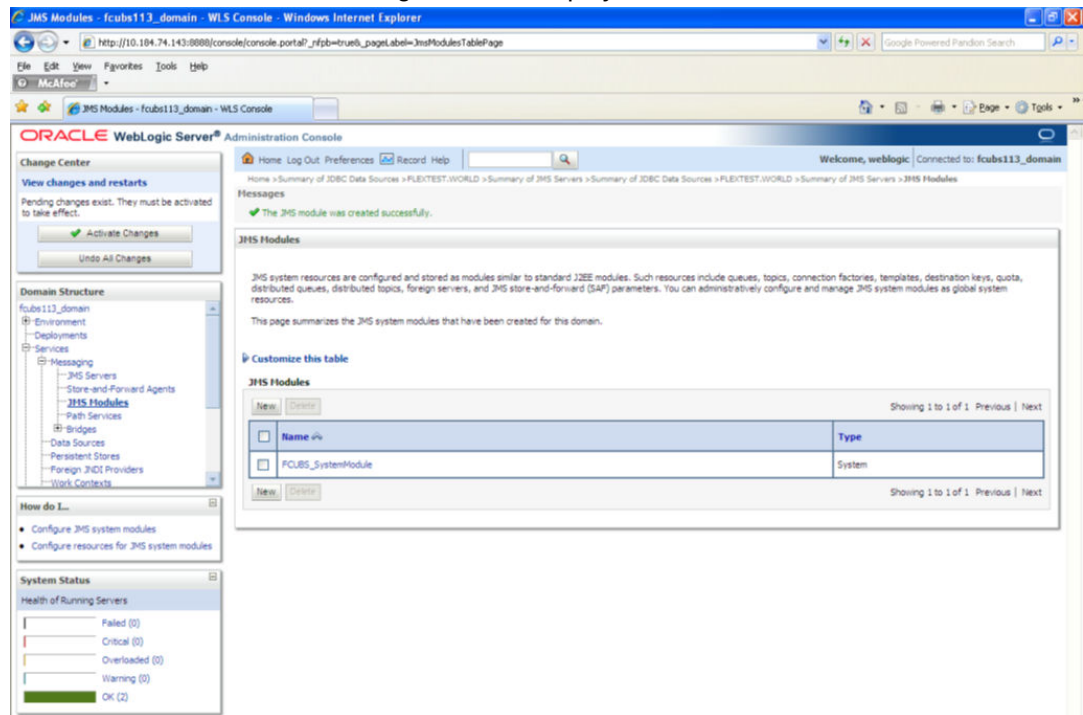 JMS Modules - fcubs113_domain - WLS Console - Windows Internet Explorer
http://10.184.74.143:8888/console/console.portal?_nfpb=true&_pageLabel=JmsModulesTablePage
Google Powered Pandion Search
File Edit View Favorites Tools Help
McAfee
JMS Modules - fcubs113_domain - WLS Console
Page Tools
ORACLE WebLogic Server® Administration Console
Change Center
View changes and restarts
Pending changes exist. They must be activated
to take effect.
Activate Changes
Undo All Changes
Domain Structure
fcubs113_domain
Environment
Deployments
Services
Messaging
JMS Servers
Store-and-Forward Agents
JMS Modules
Path Services
Bridges
Data Sources
Persistent Stores
Foreign JNDI Providers
Work Contexts
How do I...
Configure JMS system modules
Configure resources for JMS system modules
System Status
Health of Running Servers
Failed (0)
Critical (0)
Overloaded (0)
Warning (0)
OK (2)
Home Log Out Preferences Record Help
Welcome, weblogic Connected to: fcubs113_domain
Home >Summary of JDBC Data Sources >FLEXTEST.WORLD >Summary of JMS Servers >Summary of JDBC Data Sources >FLEXTEST.WORLD >Summary of JMS Servers >JMS Modules
Messages
The JMS module was created successfully.
JMS Modules
JMS system resources are configured and stored as modules similar to standard J2EE modules. Such resources include queues, topics, connection factories, templates, destination keys, quota,
distributed queues, distributed topics, foreign servers, and JMS store-and-forward (SAF) parameters. You can administratively configure and manage JMS system modules as global system
resources.
This page summarizes the JMS system modules that have been created for this domain.
Customize this table
JMS Modules
New Delete Showing 1 to 1 of 1 Previous | Next
Name Type
FCUBS_SystemModule System
New Delete Showing 1 to 1 of 1 Previous | Next